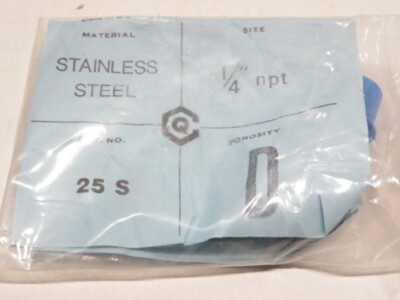 MATERIAL
SIZE
STAINLESS
STEEL
1/4" npt
Q
NO.
POROSITY
25 S
D